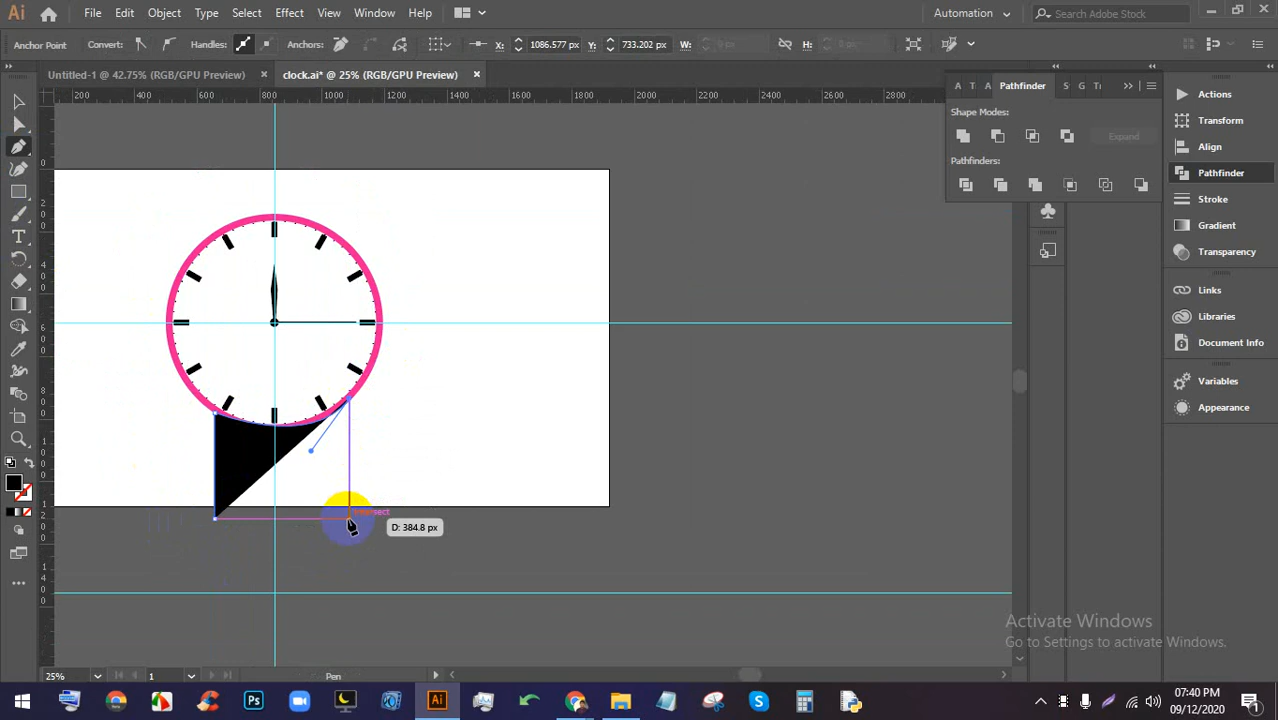 Ai
File Edit Object Type Select Effect View Window Help
Automation
Search Adobe Stock
Anchor Point Convert: Handles: Anchors: X: 1086.577 px Y: 733.202 px W: H:
Untitled-1 @ 42.75% (RGB/GPU Preview) × clock.ai* @ 25% (RGB/GPU Preview) ×
200 400 600 800 1000 1200 1400 1600 1800 2000 2200 2400 2600 2800
A T A Pathfinder S G
Shape Modes:
Expand
Pathfinders:
Actions
Transform
Align
Pathfinder
Stroke
Gradient
Transparency
Links
Libraries
Document Info
Variables
Appearance
D: 384.8 px
Activate Windows
Go to Settings to activate Windows.
25% 1 Pen
Ps Ai
07:40 PM
09/12/2020